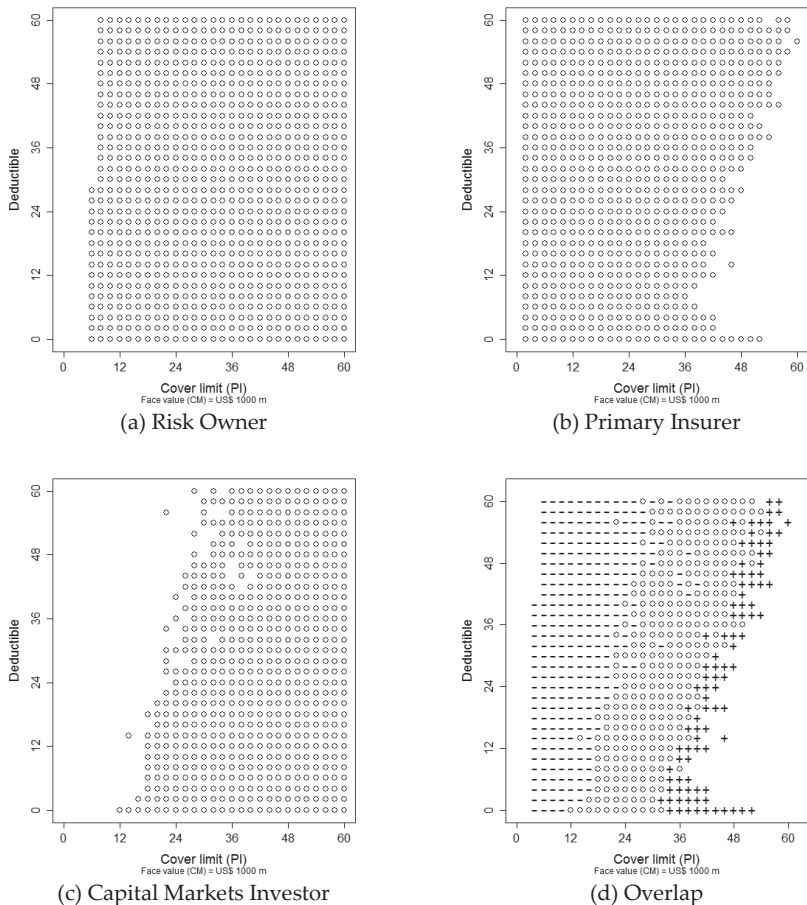 60
48
36
24
12
0
Deductible
0 12 24 36 48 60
Cover limit (PI)
Face value (CM) = US$ 1000 m
(a) Risk Owner
60
48
36
24
12
0
Deductible
0 12 24 36 48 60
Cover limit (PI)
Face value (CM) = US$ 1000 m
(b) Primary Insurer
60
48
36
24
12
0
Deductible
0 12 24 36 48 60
Cover limit (PI)
Face value (CM) = US$ 1000 m
(c) Capital Markets Investor
60
48
36
24
12
0
Deductible
0 12 24 36 48 60
Cover limit (PI)
Face value (CM) = US$ 1000 m
(d) Overlap